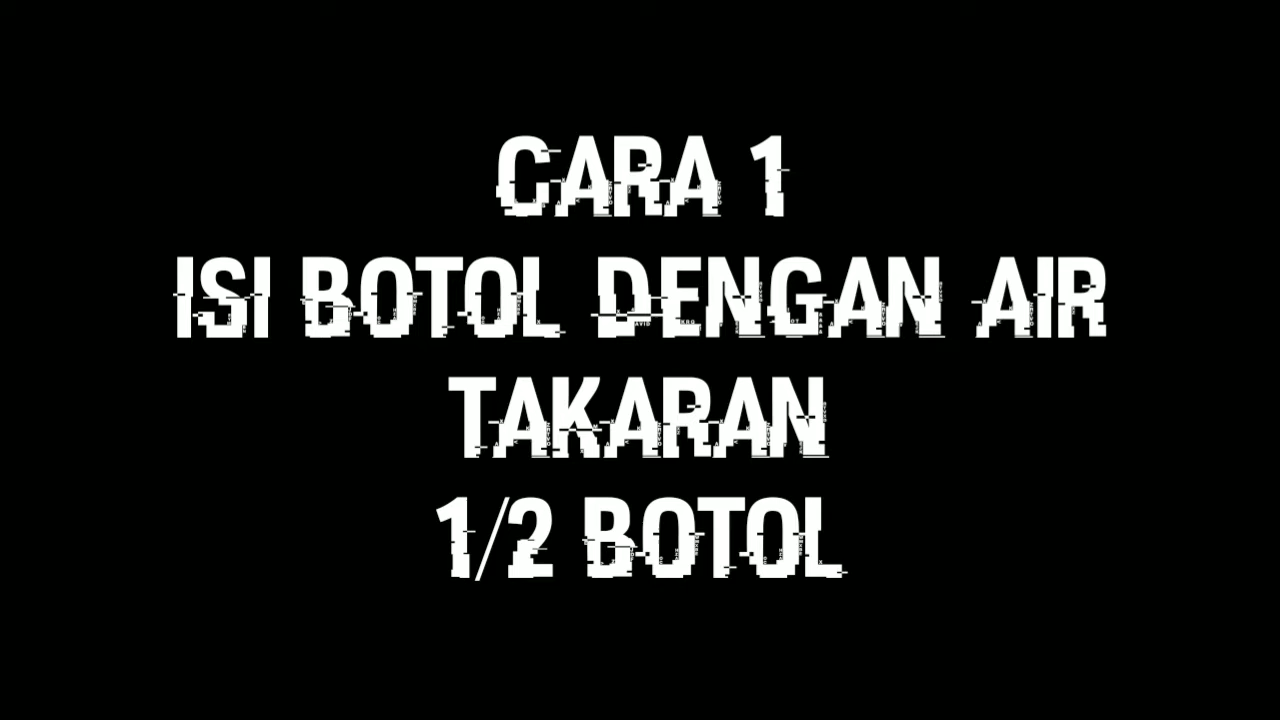 CARA 1
ISI BOTOL DENGAN AIR
TAKARAN
1/2 BOTOL